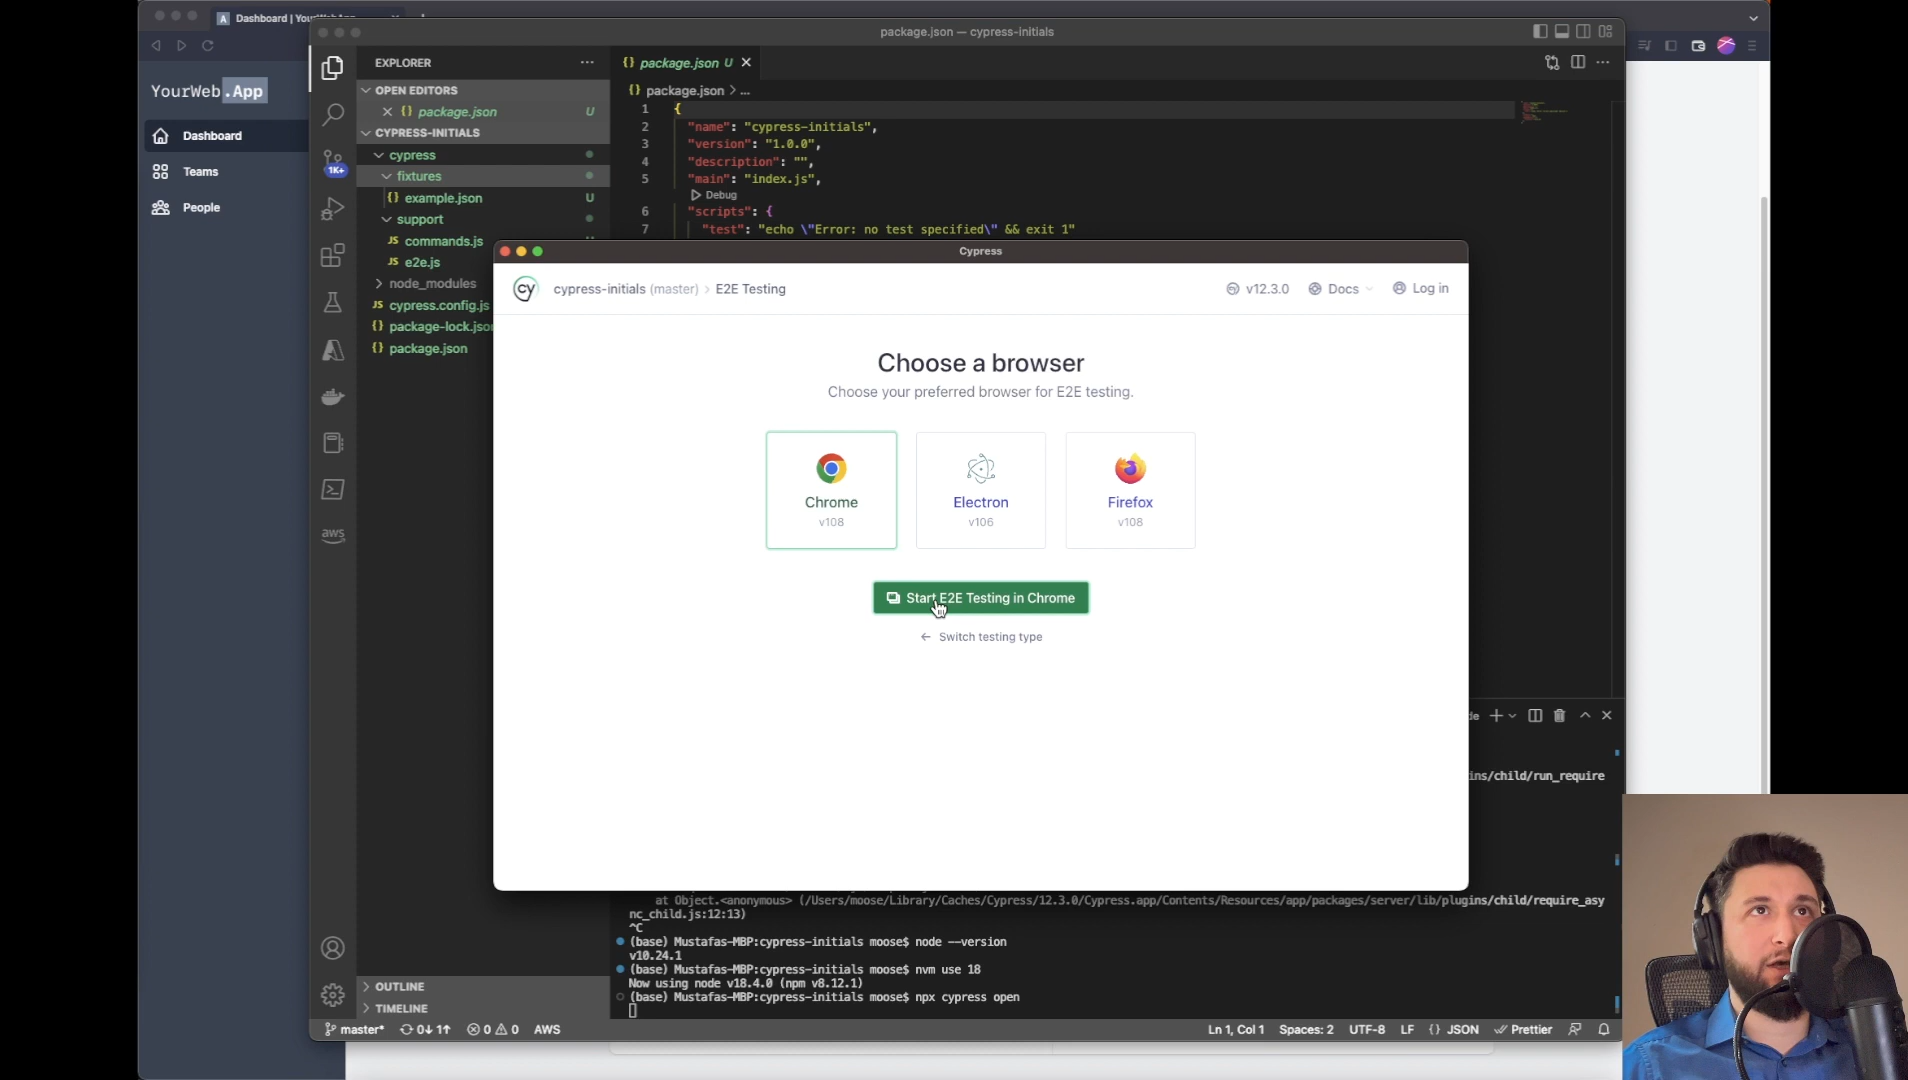 Dashboard | YourWeb.App
YourWeb.App
Dashboard
Teams
People
package.json — cypress-initials
EXPLORER
OPEN EDITORS
package.json U
CYPRESS-INITIALS
cypress
fixtures
example.json U
support
commands.js
e2e.js
node_modules
cypress.config.js
package-lock.json
package.json
1K+
aws
OUTLINE
TIMELINE
package.json U
package.json > ...
1 {
2 "name": "cypress-initials",
3 "version": "1.0.0",
4 "description": "",
5 "main": "index.js",
Debug
6 "scripts": {
7 "test": "echo \"Error: no test specified\" && exit 1"
Cypress
cy cypress-initials (master) > E2E Testing
v12.3.0 Docs Log in
Choose a browser
Choose your preferred browser for E2E testing.
Chrome
v108
Electron
v106
Firefox
v108
Start E2E Testing in Chrome
← Switch testing type
ins/child/run_require
at Object.<anonymous> (/Users/moose/Library/Caches/Cypress/12.3.0/Cypress.app/Contents/Resources/app/packages/server/lib/plugins/child/require_asy
nc_child.js:12:13)
^C
(base) Mustafas-MBP:cypress-initials moose$ node --version
v10.24.1
(base) Mustafas-MBP:cypress-initials moose$ nvm use 18
Now using node v18.4.0 (npm v8.12.1)
(base) Mustafas-MBP:cypress-initials moose$ npx cypress open
master* 0↓ 1↑ 0 0 AWS
Ln 1, Col 1 Spaces: 2 UTF-8 LF {} JSON Prettier